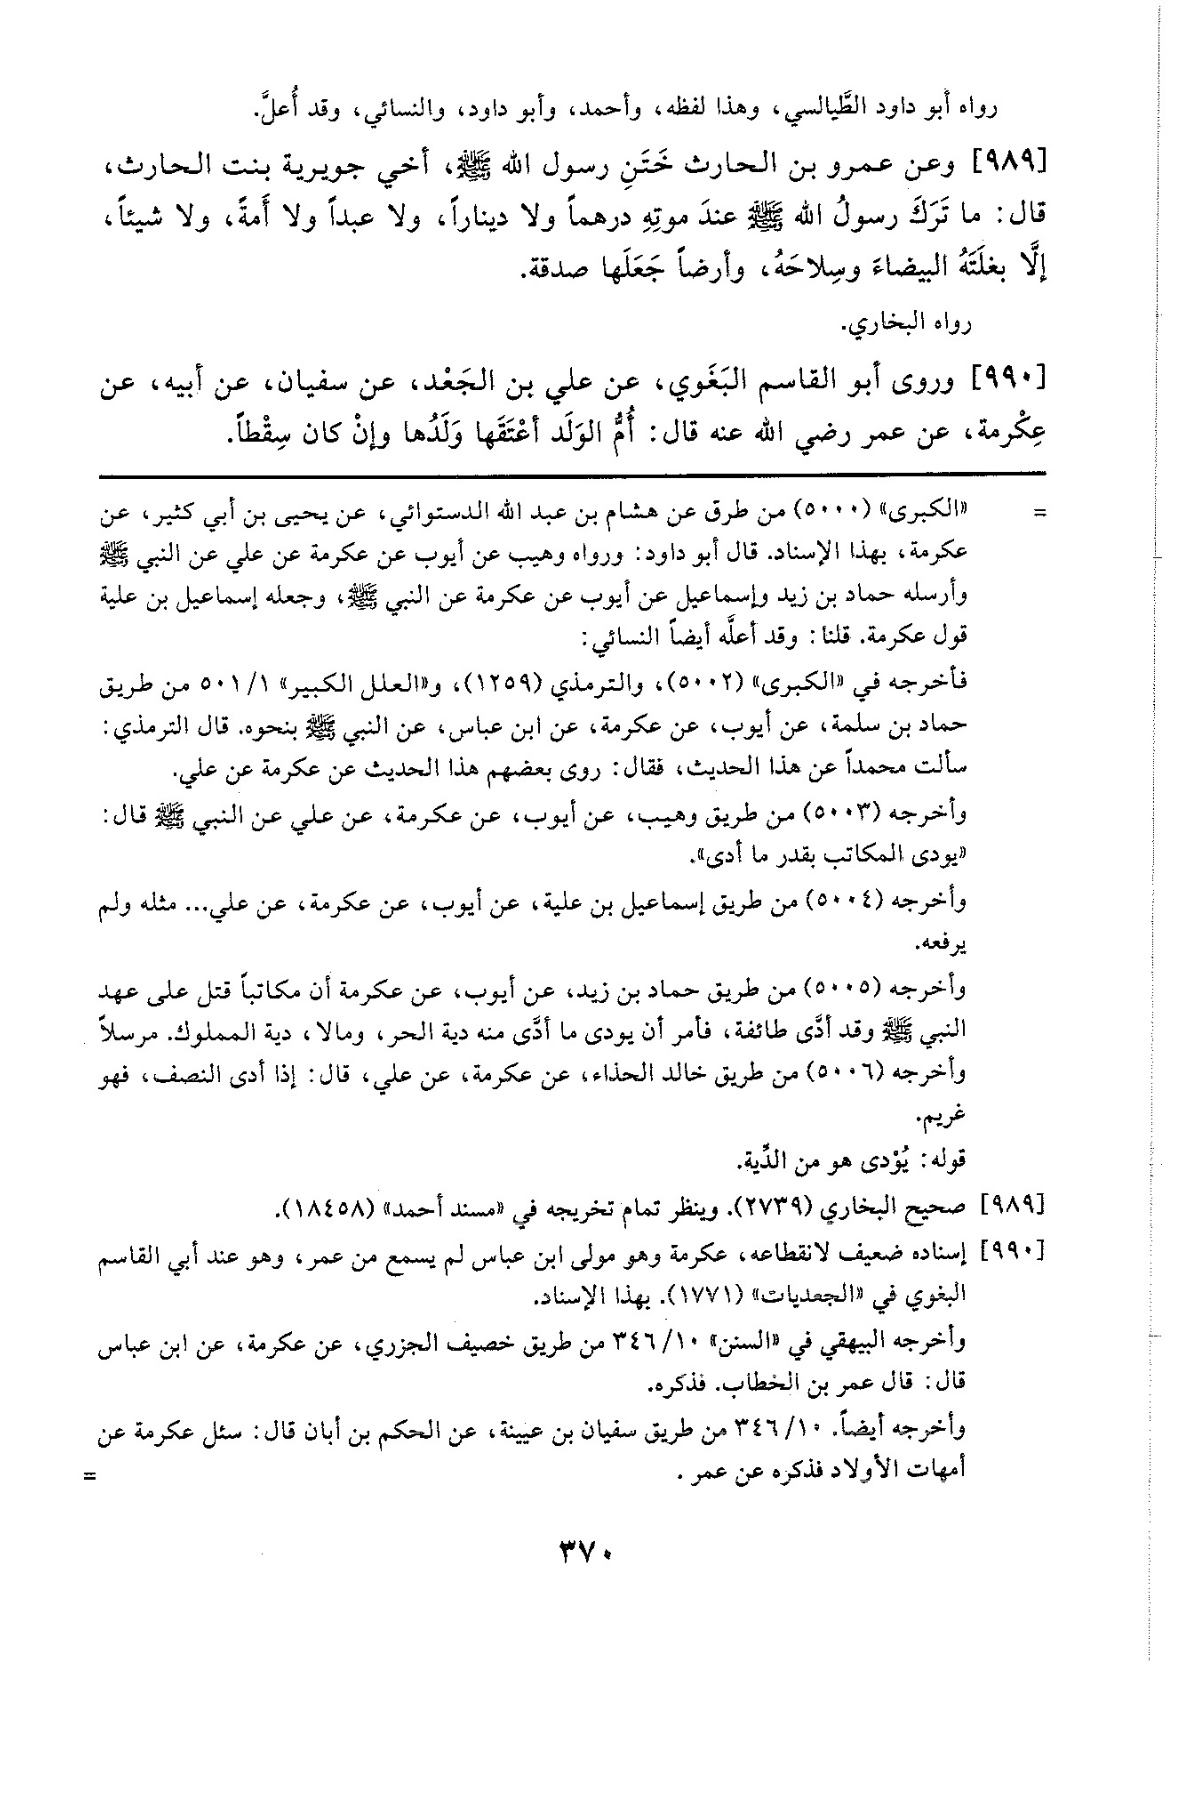 رواه أبو داود الطَّيالسي، وهذا لفظه، وأحمد، وأبو داود، والنسائي، وقد أُعلَّ.
[٩٨٩] وعن عمرو بن الحارث خَتَنِ رسول الله ﷺ، أخي جويرية بنت الحارث،
قال: ما تَرَكَ رسولُ الله ﷺ عندَ موتِهِ درهماً ولا ديناراً، ولا عبداً ولا أَمةً، ولا شيئاً،
إلَّا بغلَتَهُ البيضاءَ وسِلاحَهُ، وأرضاً جَعَلَها صدقة.
رواه البخاري.
[٩٩٠] وروى أبو القاسم البَغَوي، عن علي بن الجَعْد، عن سفيان، عن أبيه، عن
عِكْرمة، عن عمر رضي الله عنه قال: أُمُّ الوَلَد أعْتَقَها وَلَدُها وإنْ كان سِقْطاً.
= «الكبرى» (٥٠٠٠) من طرق عن هشام بن عبد الله الدستوائي، عن يحيى بن أبي كثير، عن
عكرمة، بهذا الإسناد. قال أبو داود: ورواه وهيب عن أيوب عن عكرمة عن علي عن النبي ﷺ
وأرسله حماد بن زيد وإسماعيل عن أيوب عن عكرمة عن النبي ﷺ، وجعله إسماعيل بن علية
قول عكرمة. قلنا: وقد أعلَّه أيضاً النسائي:
فأخرجه في «الكبرى» (٥٠٠٢)، والترمذي (١٢٥٩)، و«العلل الكبير» ١/ ٥٠١ من طريق
حماد بن سلمة، عن أيوب، عن عكرمة، عن ابن عباس، عن النبي ﷺ بنحوه. قال الترمذي:
سألت محمداً عن هذا الحديث، فقال: روى بعضهم هذا الحديث عن عكرمة عن علي.
وأخرجه (٥٠٠٣) من طريق وهيب، عن أيوب، عن عكرمة، عن علي عن النبي ﷺ قال:
«يودى المكاتب بقدر ما أدى».
وأخرجه (٥٠٠٤) من طريق إسماعيل بن علية، عن أيوب، عن عكرمة، عن علي... مثله ولم
يرفعه.
وأخرجه (٥٠٠٥) من طريق حماد بن زيد، عن أيوب، عن عكرمة أن مكاتباً قتل على عهد
النبي ﷺ وقد أدَّى طائفة، فأمر أن يودى ما أدَّى منه دية الحر، ومالا، دية المملوك. مرسلاً
وأخرجه (٥٠٠٦) من طريق خالد الحذاء، عن عكرمة، عن علي، قال: إذا أدى النصف، فهو
غريم.
قوله: يُوْدى هو من الدِّية.
[٩٨٩] صحيح البخاري (٢٧٣٩). وينظر تمام تخريجه في «مسند أحمد» (١٨٤٥٨).
[٩٩٠] إسناده ضعيف لانقطاعه، عكرمة وهو مولى ابن عباس لم يسمع من عمر، وهو عند أبي القاسم
البغوي في «الجعديات» (١٧٧١). بهذا الإسناد.
وأخرجه البيهقي في «السنن» ١٠/ ٣٤٦ من طريق خصيف الجزري، عن عكرمة، عن ابن عباس
قال: قال عمر بن الخطاب. فذكره.
وأخرجه أيضاً. ١٠/ ٣٤٦ من طريق سفيان بن عيينة، عن الحكم بن أبان قال: سئل عكرمة عن
أمهات الأولاد فذكره عن عمر . =
٣٧٠